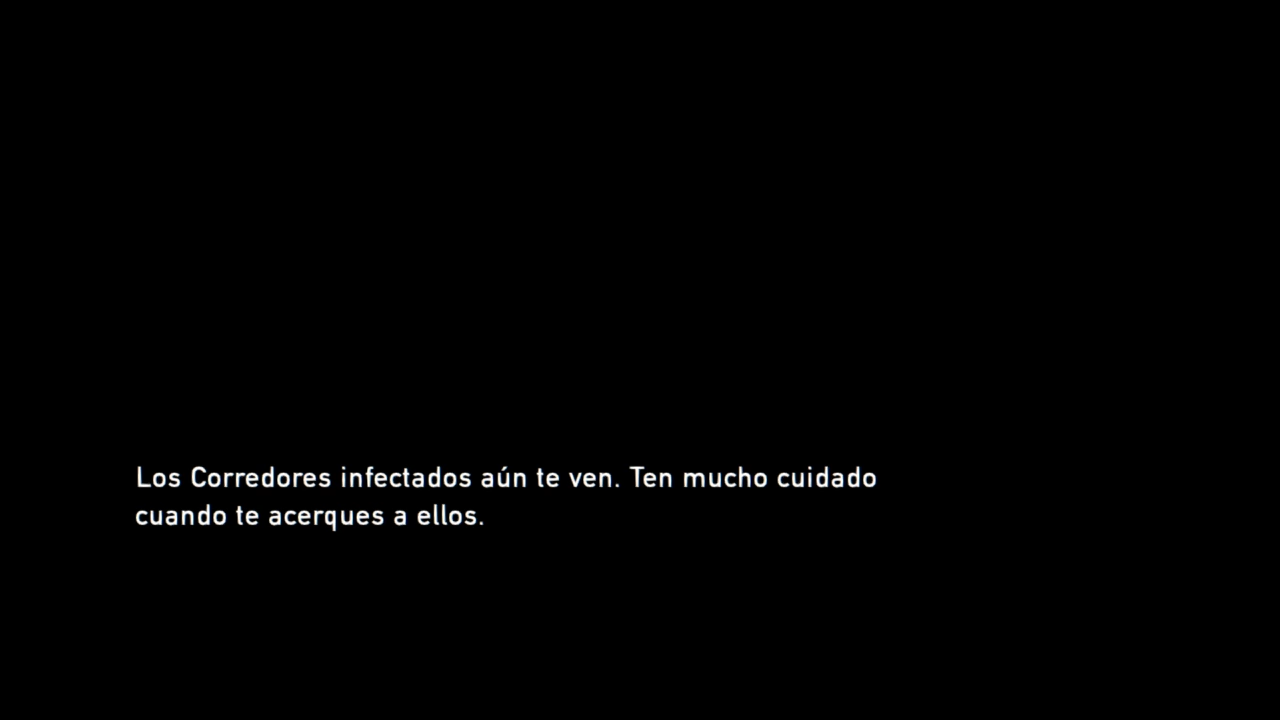 Los Corredores infectados aún te ven. Ten mucho cuidado
cuando te acerques a ellos.